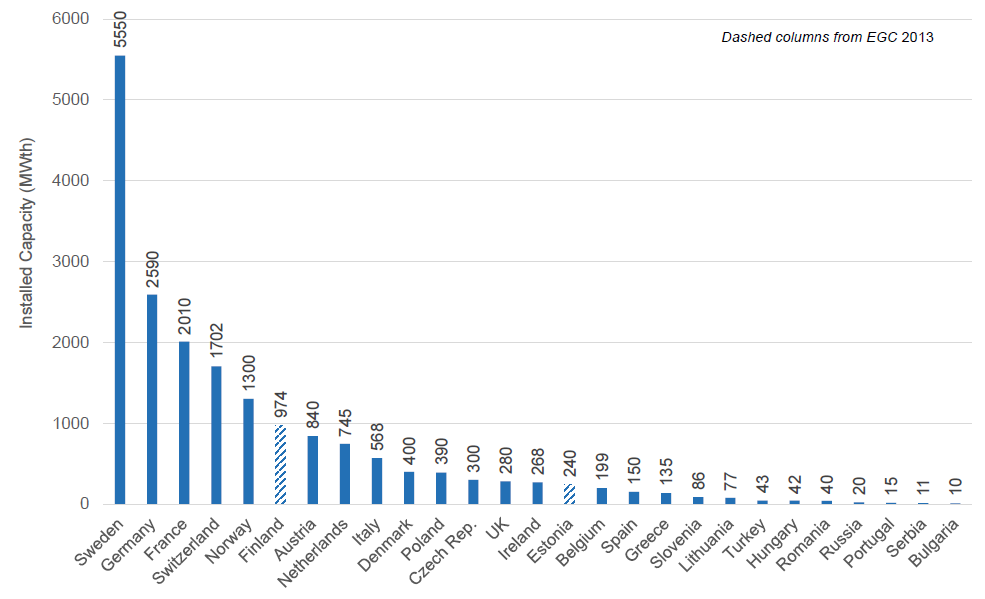 Dashed columns from EGC 2013
Installed Capacity (MWth)
6000
5000
4000
3000
2000
1000
0
5550
2590
2010
1702
1300
974
840
745
568
400
390
300
280
268
240
199
150
135
86
77
43
42
40
20
15
11
10
Sweden
Germany
France
Switzerland
Norway
Finland
Austria
Netherlands
Italy
Denmark
Poland
Czech Rep.
UK
Ireland
Estonia
Belgium
Spain
Greece
Slovenia
Lithuania
Turkey
Hungary
Romania
Russia
Portugal
Serbia
Bulgaria